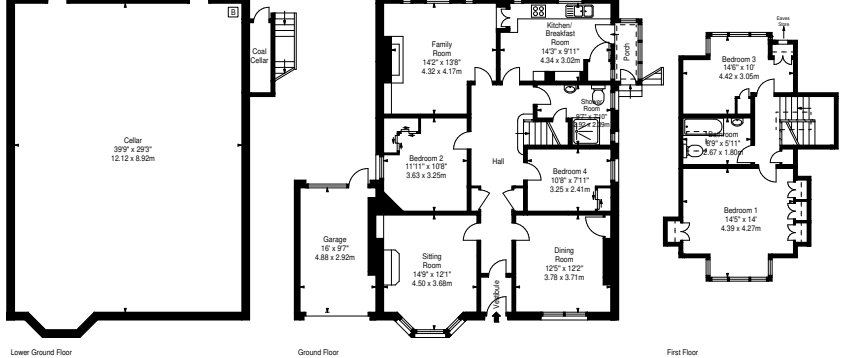 B
Coal
Cellar
Cellar
39'9" x 29'3"
12.12 x 8.92m
Lower Ground Floor
Family
Room
14'2" x 13'8"
4.32 x 4.17m
Kitchen/
Breakfast
Room
14'3" x 9'11"
4.34 x 3.02m
Porch
Shower
Room
Bedroom 2
11'11" x 10'8"
3.63 x 3.25m
Hall
Bedroom 4
10'8" x 7'11"
3.25 x 2.41m
Garage
16' x 9'7"
4.88 x 2.92m
Sitting
Room
14'9" x 12'1"
4.50 x 3.68m
Dining
Room
12'5" x 12'2"
3.78 x 3.71m
Vestibule
Ground Floor
Eaves
Store
Bedroom 3
14'6" x 10'
4.42 x 3.05m
Bathroom
8'9" x 5'11"
2.67 x 1.80m
Bedroom 1
14'5" x 14'
4.39 x 4.27m
First Floor